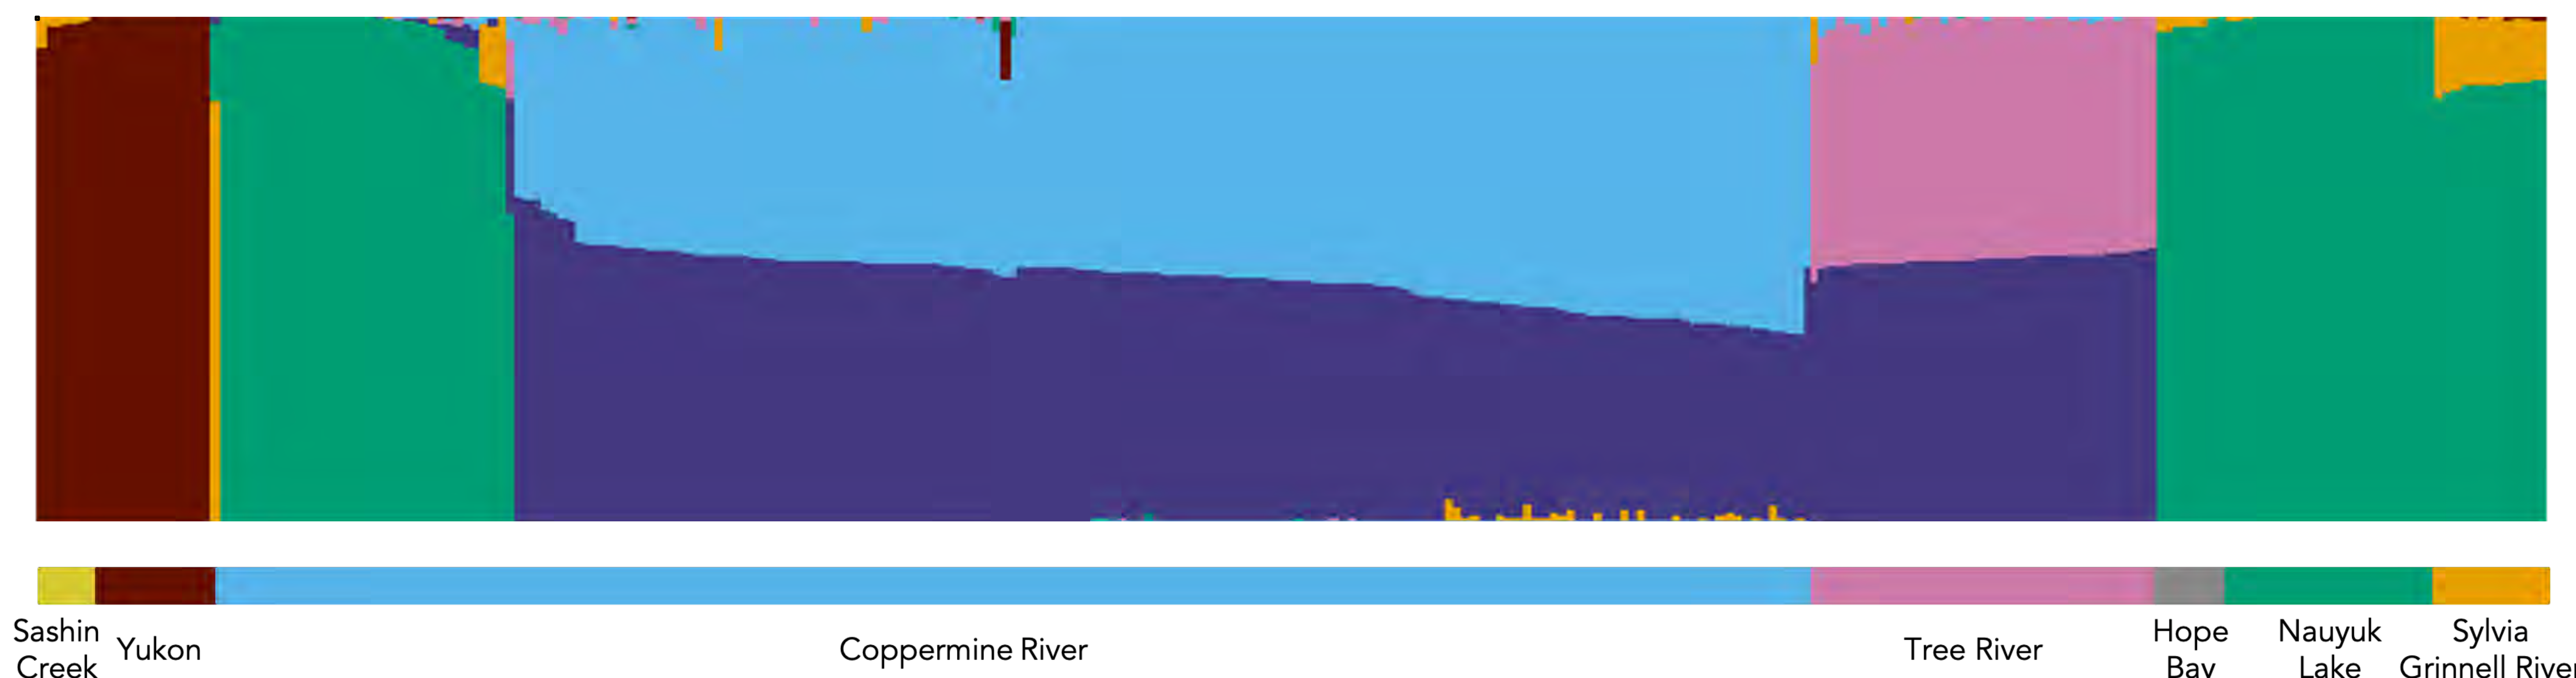 Sashin
Creek
Yukon
Coppermine River
Tree River
Hope
Bay
Nauyuk
Lake
Sylvia
Grinnell River